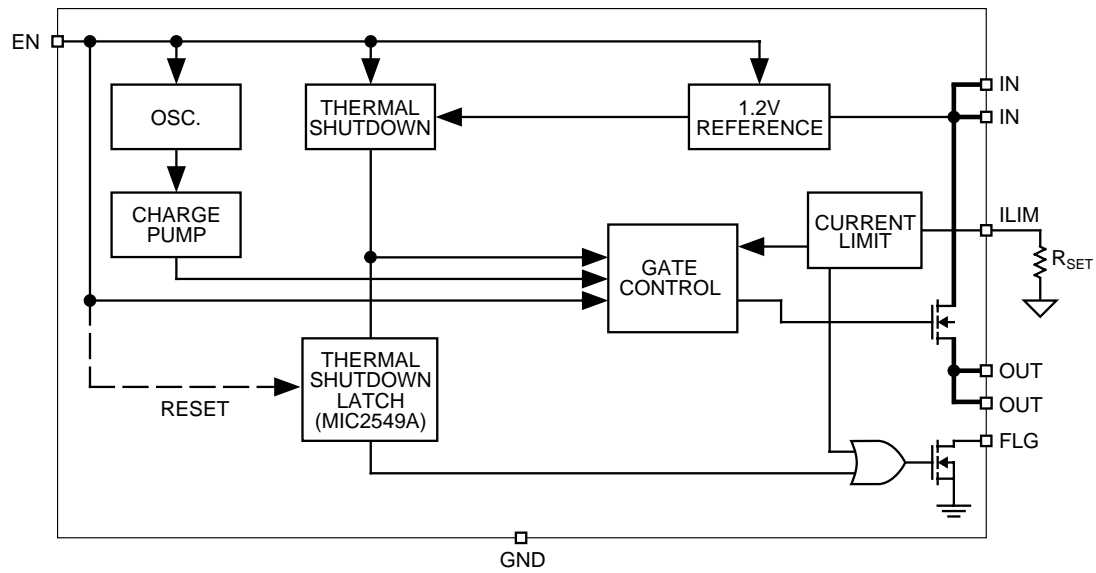 EN
IN
OSC.
THERMAL
SHUTDOWN
1.2V
REFERENCE
IN
CHARGE
PUMP
CURRENT
LIMIT
ILIM
RSET
GATE
CONTROL
THERMAL
SHUTDOWN
LATCH
(MIC2549A)
RESET
OUT
OUT
FLG
GND